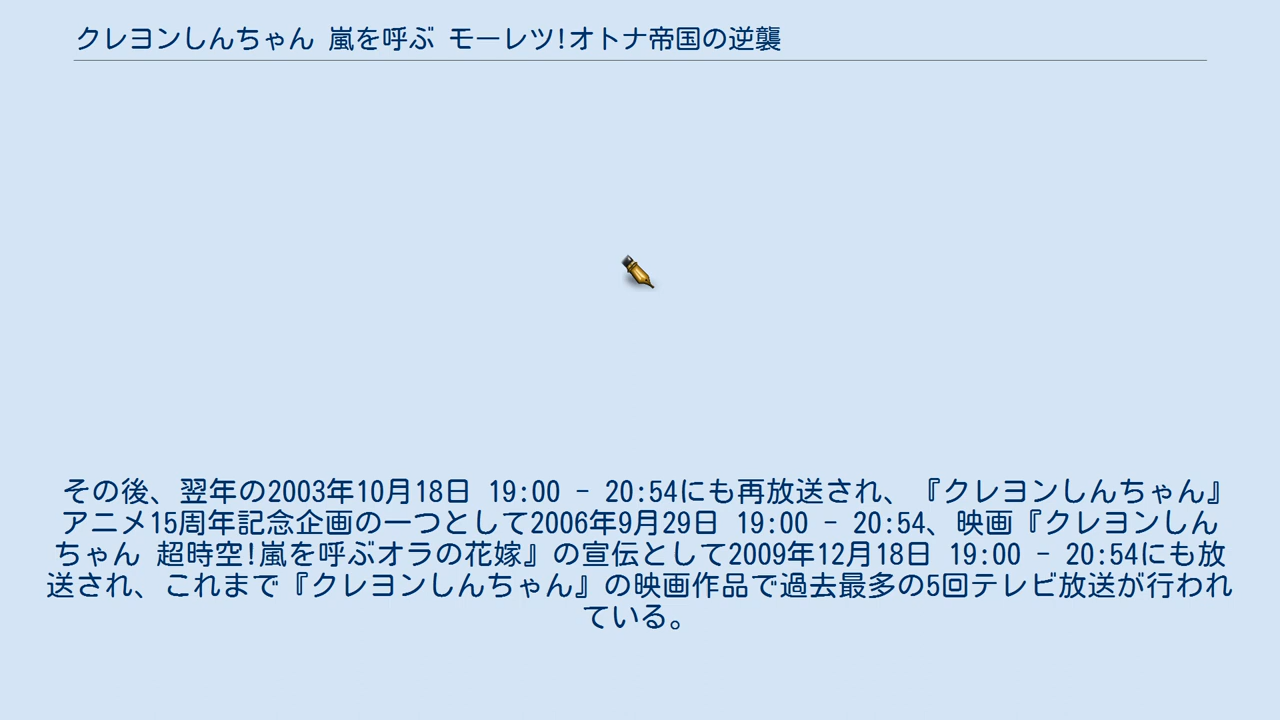 クレヨンしんちゃん 嵐を呼ぶ モーレツ!オトナ帝国の逆襲
その後、翌年の2003年10月18日 19:00 - 20:54にも再放送され、『クレヨンしんちゃん』
アニメ15周年記念企画の一つとして2006年9月29日 19:00 - 20:54、映画『クレヨンしん
ちゃん 超時空!嵐を呼ぶオラの花嫁』の宣伝として2009年12月18日 19:00 - 20:54にも放
送され、これまで『クレヨンしんちゃん』の映画作品で過去最多の5回テレビ放送が行われ
ている。